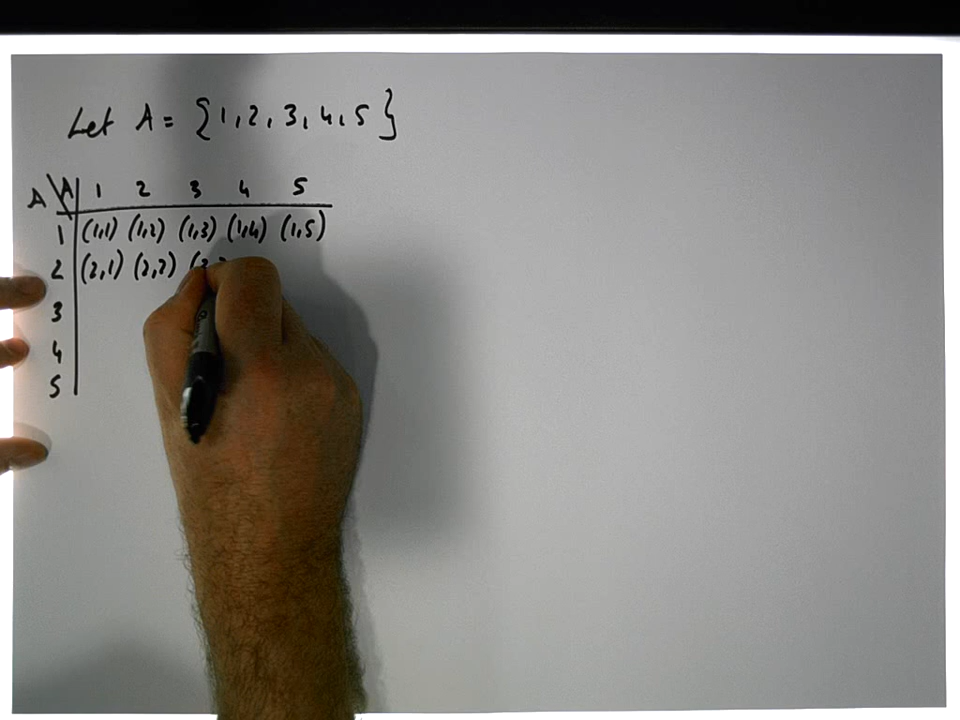 Let A = {1,2,3,4,5}
A \ A | 1 2 3 4 5
1 | (1,1) (1,2) (1,3) (1,4) (1,5)
2 | (2,1) (2,2)
3
4
5